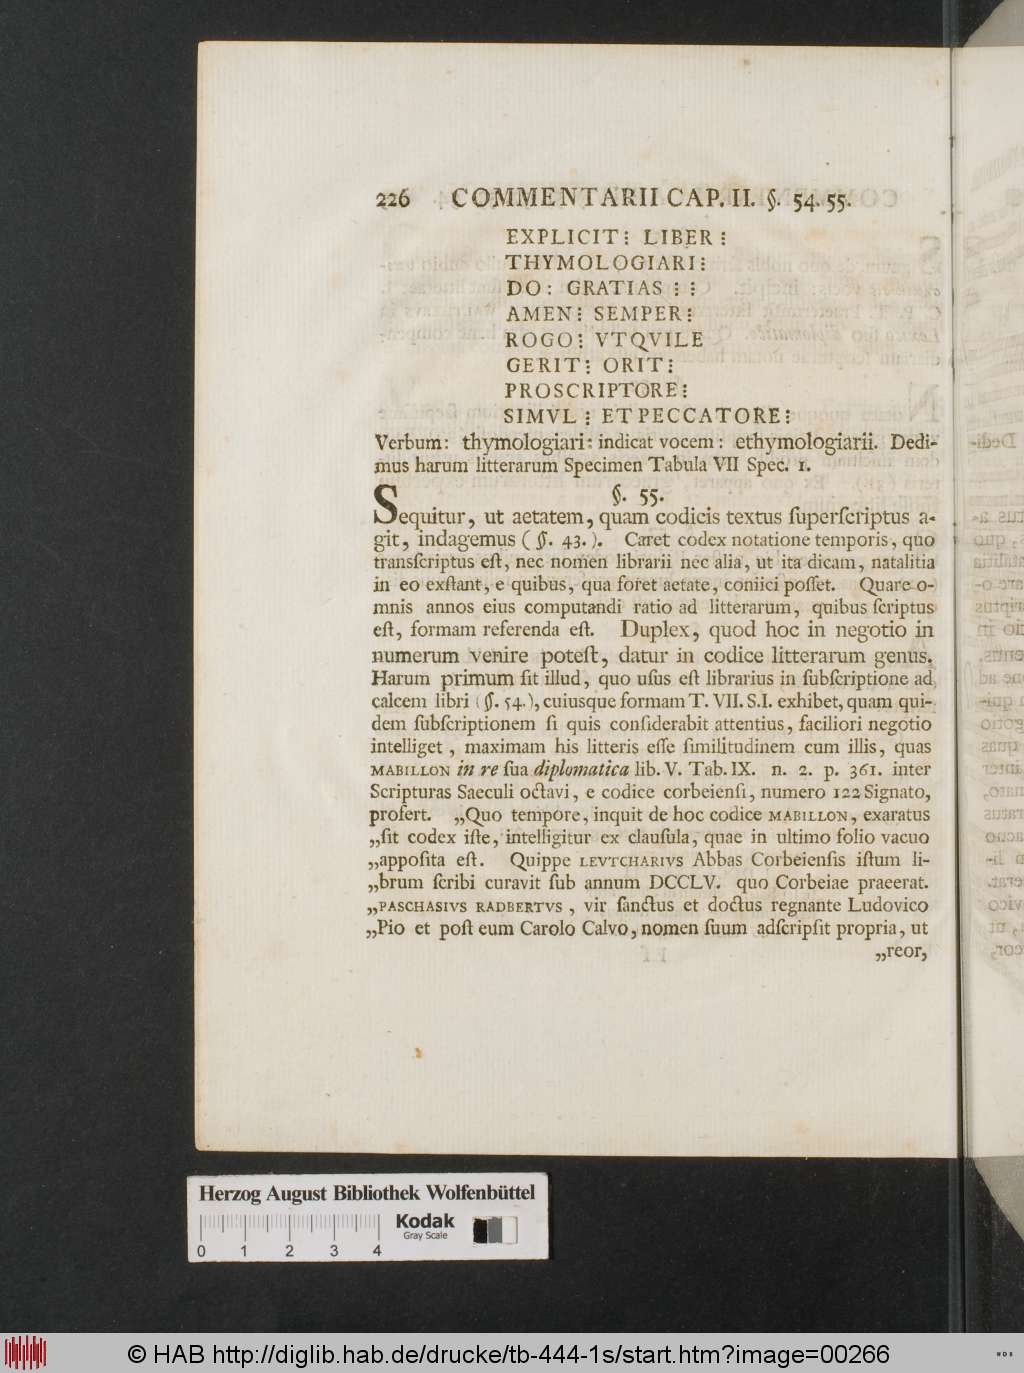 226 COMMENTARII CAP. II. §. 54. 55.
EXPLICIT⁝ LIBER⁝
THYMOLOGIARI⁝
DO: GRATIAS⁝ ⁝
AMEN⁝ SEMPER⁝
ROGO⁝ VTQVILE
GERIT⁝ ORIT⁝
PROSCRIPTORE⁝
SIMVL⁝ ET PECCATORE⁝
Verbum: thymologiari: indicat vocem: ethymologiarii. Dedi-
mus harum litterarum Specimen Tabula VII Spec. 1.
§. 55.
Sequitur, ut aetatem, quam codicis textus ſuperſcriptus a-
git, indagemus (§. 43.). Caret codex notatione temporis, quo
transſcriptus eſt, nec nomen librarii nec alia, ut ita dicam, natalitia
in eo exſtant, e quibus, qua foret aetate, coniici poſſet. Quare o-
mnis annos eius computandi ratio ad litterarum, quibus ſcriptus
eſt, formam referenda eſt. Duplex, quod hoc in negotio in
numerum venire poteſt, datur in codice litterarum genus.
Harum primum ſit illud, quo uſus eſt librarius in ſubſcriptione ad
calcem libri (§. 54.), cuiusque formam T. VII. S.I. exhibet, quam qui-
dem ſubſcriptionem ſi quis conſiderabit attentius, faciliori negotio
intelliget, maximam his litteris eſſe ſimilitudinem cum illis, quas
MABILLON in re ſua diplomatica lib. V. Tab. IX. n. 2. p. 361. inter
Scripturas Saeculi octavi, e codice corbeienſi, numero 122 Signato,
profert. „Quo tempore, inquit de hoc codice MABILLON, exaratus
„ſit codex iſte, intelligitur ex clauſula, quae in ultimo folio vacuo
„appoſita eſt. Quippe LEVTCHARIVS Abbas Corbeienſis iſtum li-
„brum ſcribi curavit ſub annum DCCLV. quo Corbeiae praeerat.
„PASCHASIVS RADBERTVS, vir ſanctus et doctus regnante Ludovico
„Pio et poſt eum Carolo Calvo, nomen ſuum adſcripſit propria, ut
„reor,
Herzog August Bibliothek Wolfenbüttel
Kodak
Gray Scale
0 1 2 3 4
© HAB http://diglib.hab.de/drucke/tb-444-1s/start.htm?image=00266